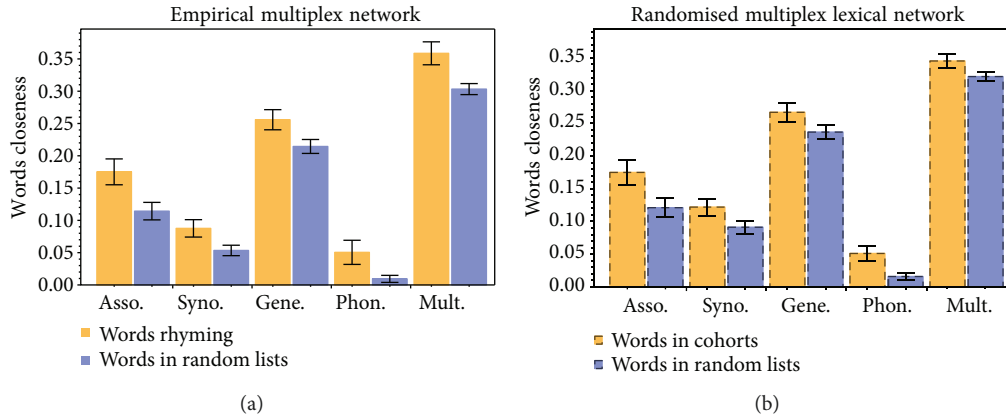 Empirical multiplex network
Words closeness
0.35
0.30
0.25
0.20
0.15
0.10
0.05
0.00
Asso. Syno. Gene. Phon. Mult.
Words rhyming
Words in random lists
(a)
Randomised multiplex lexical network
Words closeness
0.35
0.30
0.25
0.20
0.15
0.10
0.05
0.00
Asso. Syno. Gene. Phon. Mult.
Words in cohorts
Words in random lists
(b)